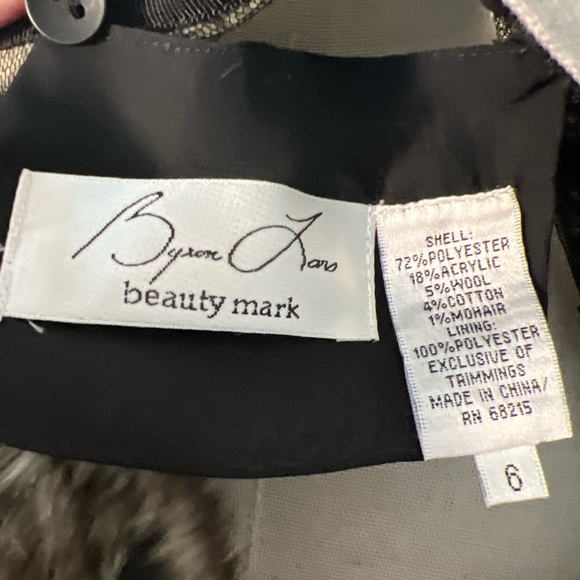 Byron Lars
beauty mark
SHELL:
72%POLYESTER
18%ACRYLIC
5%WOOL
4%COTTON
1%MOHAIR
LINING:
100%POLYESTER
EXCLUSIVE OF
TRIMMINGS
MADE IN CHINA/
RN 68215
6